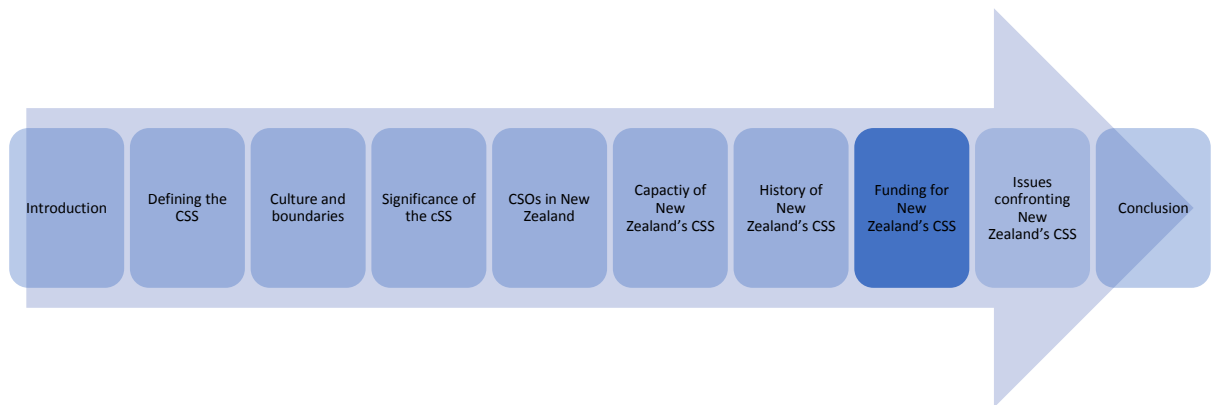 Introduction
Defining the
CSS
Culture and
boundaries
Significance of
the cSS
CSOs in New
Zealand
Capactiy of
New
Zealand’s CSS
History of
New
Zealand’s CSS
Funding for
New
Zealand’s CSS
Issues
confronting
New
Zealand’s CSS
Conclusion